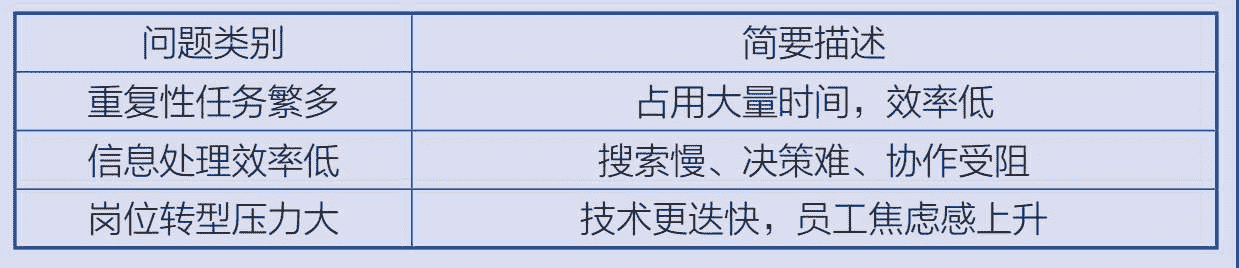 问题类别 简要描述
重复性任务繁多 占用大量时间，效率低
信息处理效率低 搜索慢、决策难、协作受阻
岗位转型压力大 技术更迭快，员工焦虑感上升